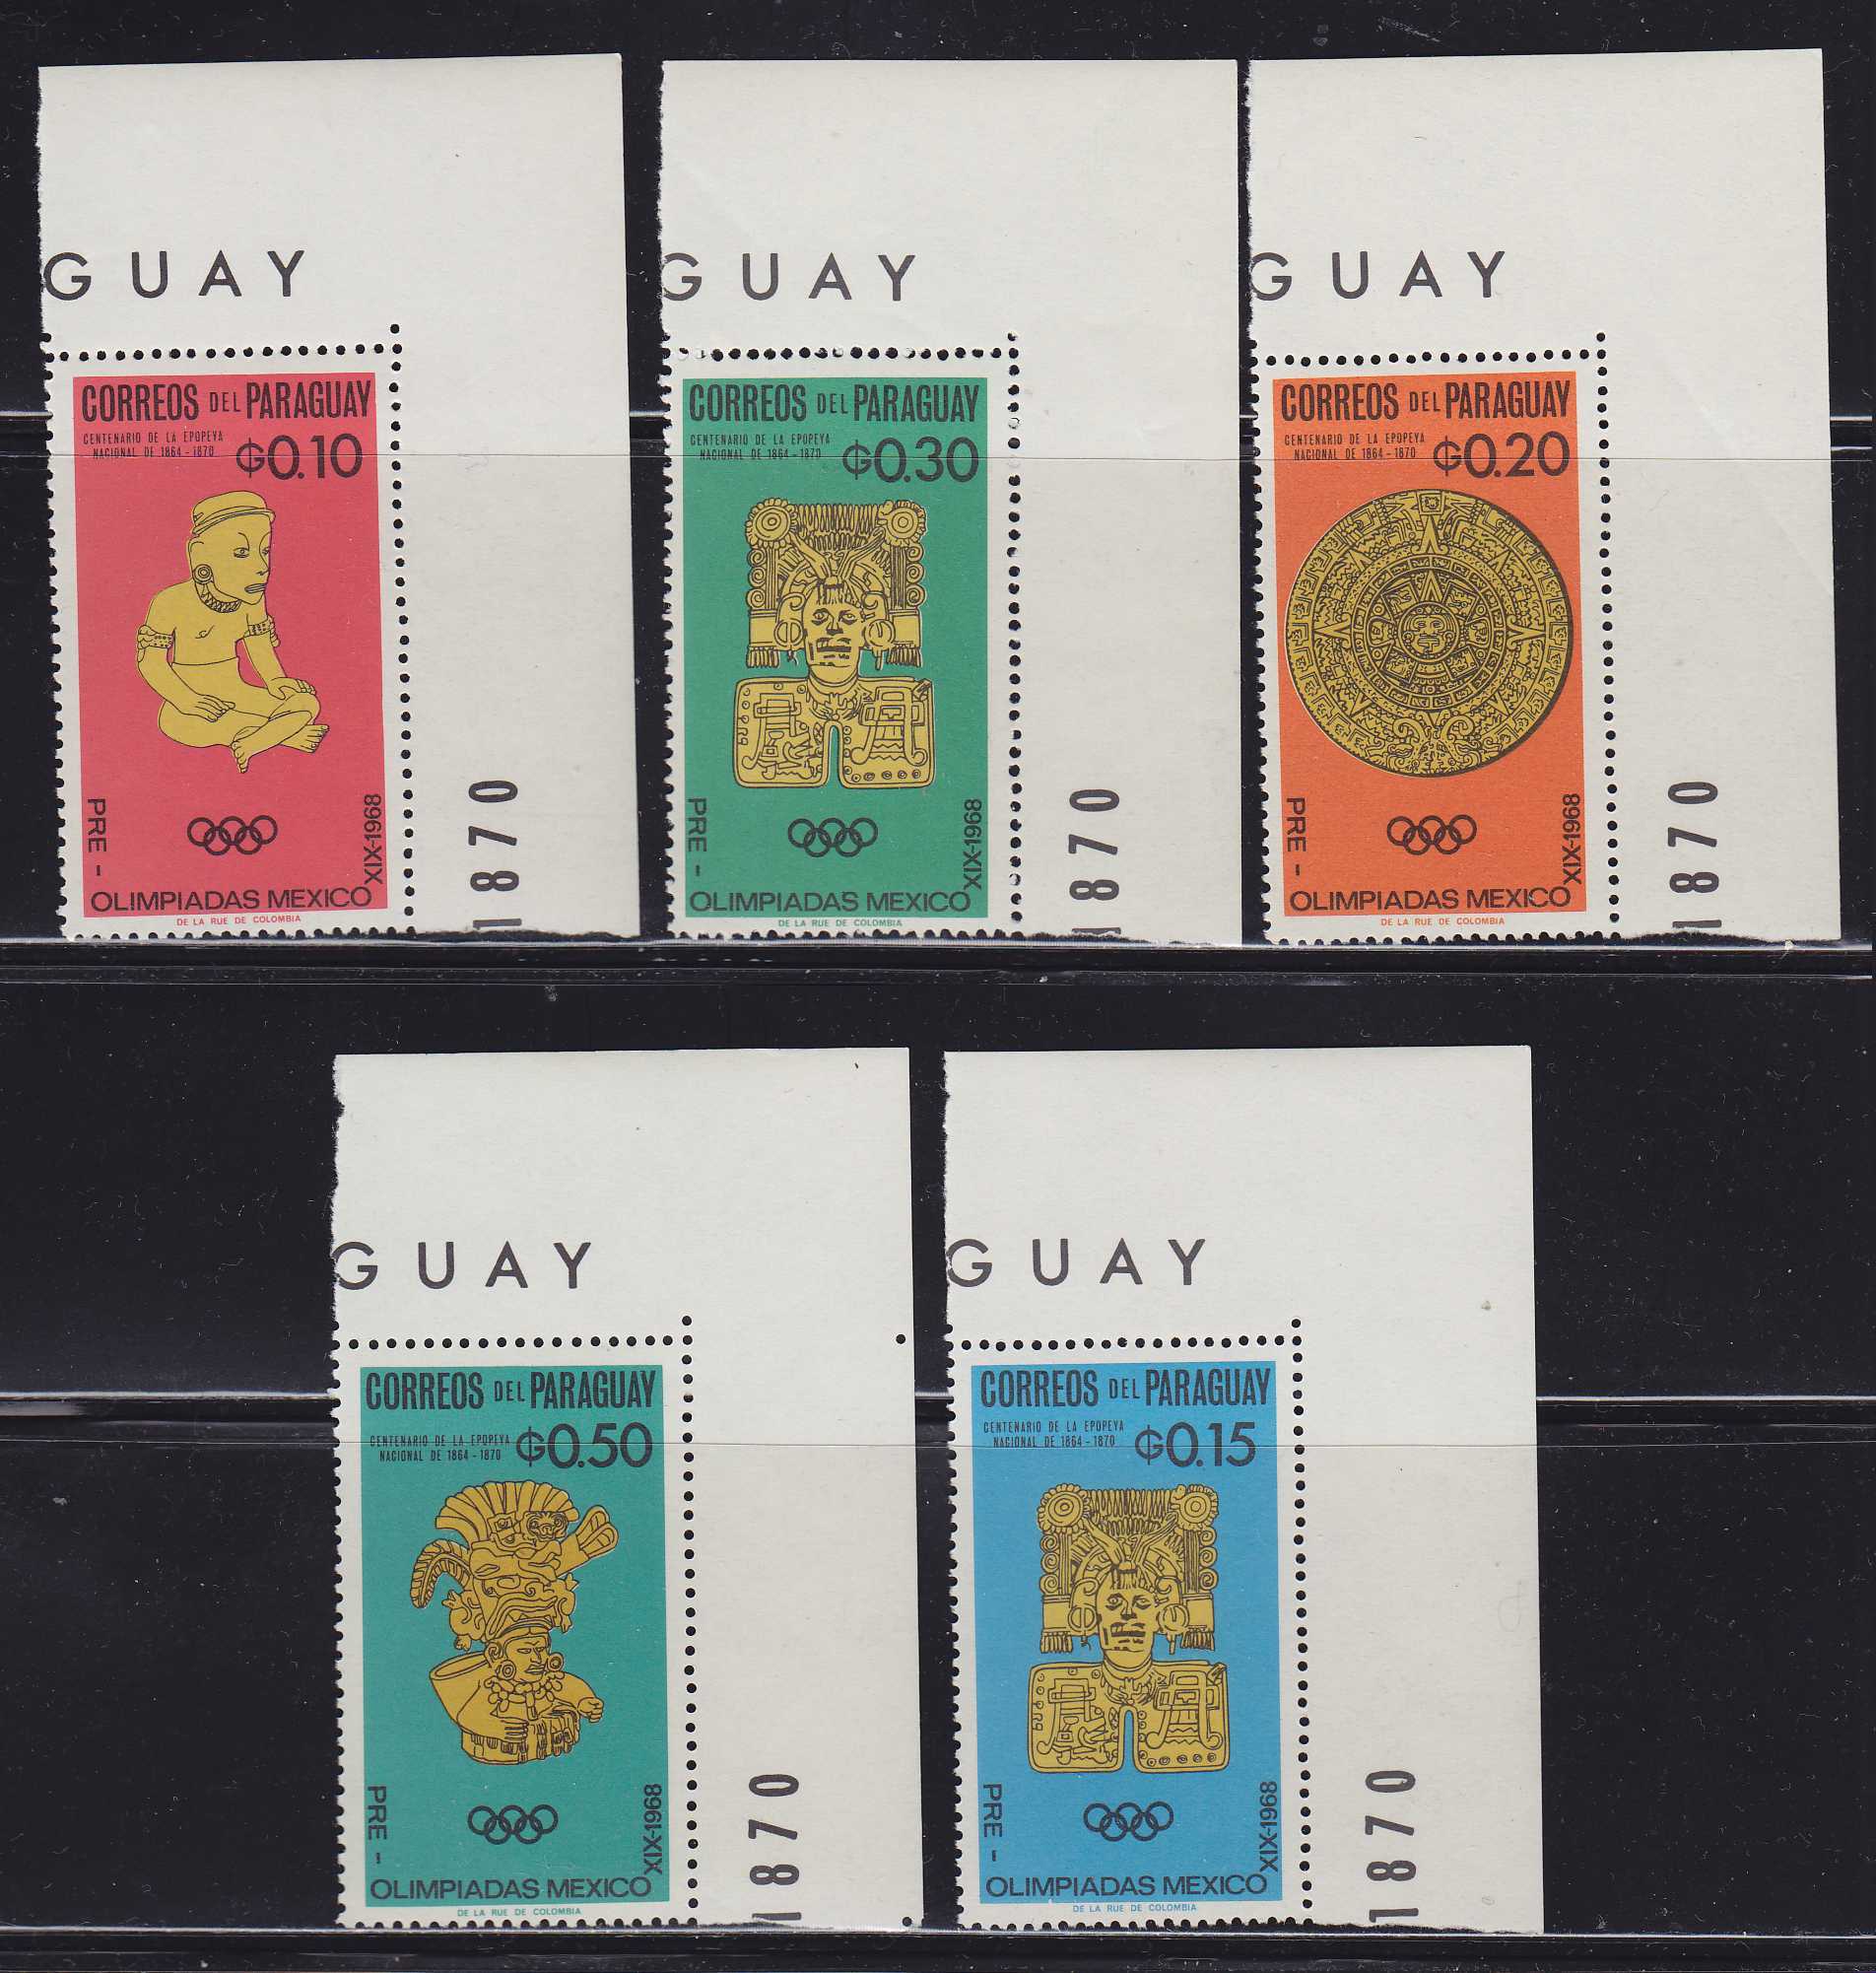 GUAY
CORREOS DEL PARAGUAY
CENTENARIO DE LA EPOPEYA
NACIONAL DE 1864 - 1870
₲0.10
PRE -
OLIMPIADAS MEXICO
XIX-1968
DE LA RUE DE COLOMBIA
1870
GUAY
CORREOS DEL PARAGUAY
CENTENARIO DE LA EPOPEYA
NACIONAL DE 1864 - 1870
₲0.30
PRE -
OLIMPIADAS MEXICO
XIX-1968
DE LA RUE DE COLOMBIA
1870
GUAY
CORREOS DEL PARAGUAY
CENTENARIO DE LA EPOPEYA
NACIONAL DE 1864 - 1870
₲0.20
PRE -
OLIMPIADAS MEXICO
XIX-1968
DE LA RUE DE COLOMBIA
1870
GUAY
CORREOS DEL PARAGUAY
CENTENARIO DE LA EPOPEYA
NACIONAL DE 1864 - 1870
₲0.50
PRE -
OLIMPIADAS MEXICO
XIX-1968
DE LA RUE DE COLOMBIA
1870
GUAY
CORREOS DEL PARAGUAY
CENTENARIO DE LA EPOPEYA
NACIONAL DE 1864 - 1870
₲0.15
PRE -
OLIMPIADAS MEXICO
XIX-1968
DE LA RUE DE COLOMBIA
1870